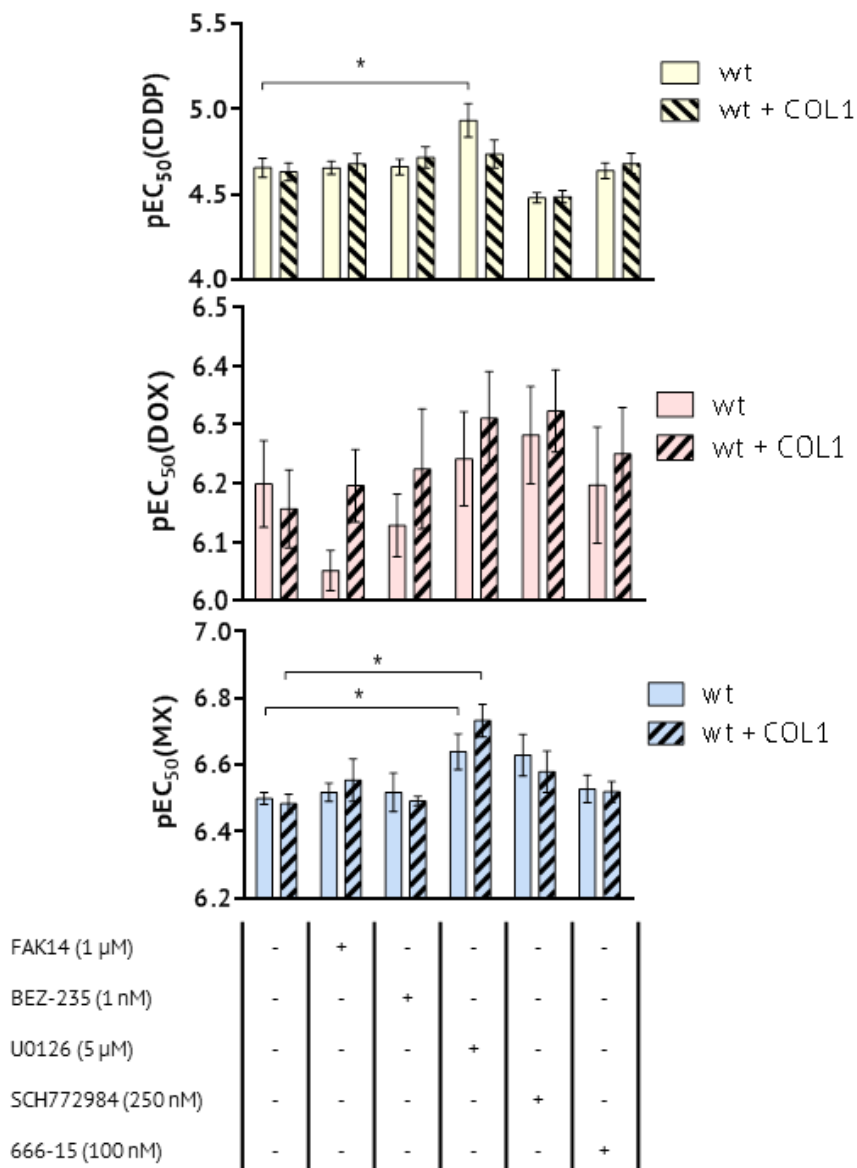 5.5
*
wt
5.0
wt + COL1
pEC50(CDDP)
4.5
4.0
6.5
6.4
wt
6.3
wt + COL1
pEC50(DOX)
6.2
6.1
6.0
7.0
*
wt
6.8
*
wt + COL1
pEC50(MX)
6.6
6.4
6.2
FAK14 (1 µM) - + - - - -
BEZ-235 (1 nM) - - + - - -
U0126 (5 µM) - - - + - -
SCH772984 (250 nM) - - - - + -
666-15 (100 nM) - - - - - +